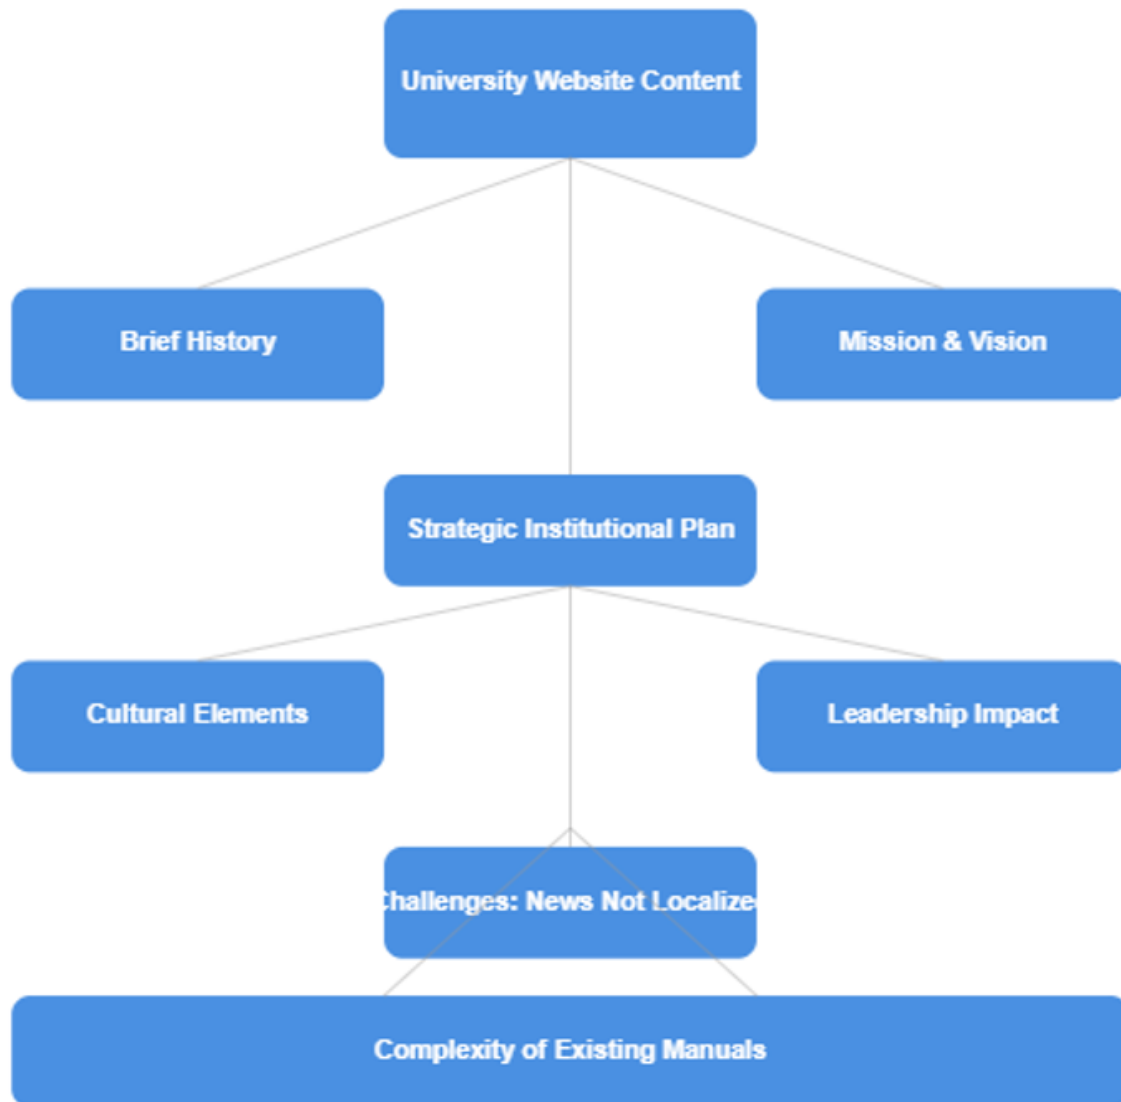 University Website Content
Brief History
Mission & Vision
Strategic Institutional Plan
Cultural Elements
Leadership Impact
Challenges: News Not Localized
Complexity of Existing Manuals